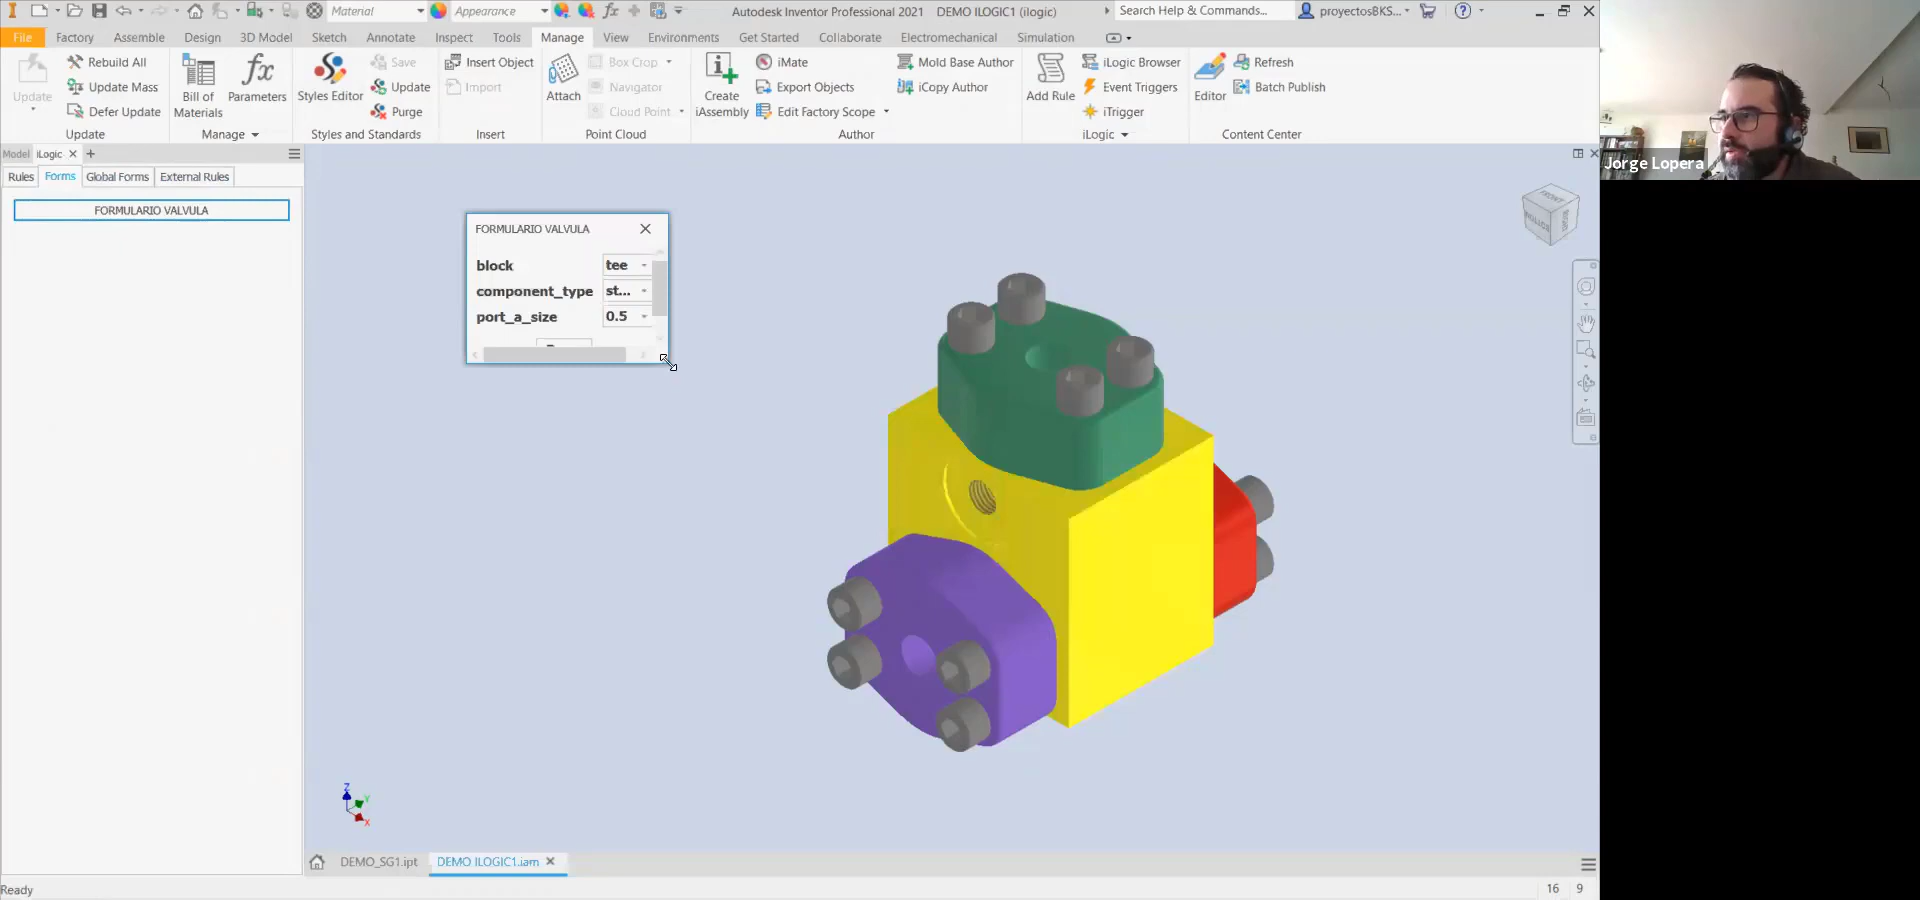 Material
Appearance
Autodesk Inventor Professional 2021 DEMO ILOGIC1 (ilogic)
Search Help & Commands...
proyectosBKS...
File Factory Assemble Design 3D Model Sketch Annotate Inspect Tools Manage View Environments Get Started Collaborate Electromechanical Simulation
Update
Rebuild All
Update Mass
Defer Update
Update
Bill of Materials
fx
Parameters
Manage
Styles Editor
Save
Update
Purge
Styles and Standards
Insert Object
Import
Insert
Attach
Box Crop
Navigator
Cloud Point
Point Cloud
Create iAssembly
iMate
Export Objects
Edit Factory Scope
Mold Base Author
iCopy Author
Author
Add Rule
iLogic Browser
Event Triggers
iTrigger
iLogic
Editor
Refresh
Batch Publish
Content Center
Model iLogic
Rules Forms Global Forms External Rules
FORMULARIO VALVULA
FORMULARIO VALVULA
block tee
component_type st...
port_a_size 0.5
FRONT
Z
Y
X
DEMO_SG1.ipt DEMO ILOGIC1.iam
Ready
16 9
Jorge Lopera